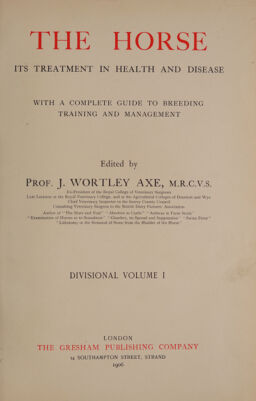 THE HORSE
ITS TREATMENT IN HEALTH AND DISEASE
WITH A COMPLETE GUIDE TO BREEDING
TRAINING AND MANAGEMENT
Edited by
PROF. J. WORTLEY AXE, M.R.C.V.S.
Ex-President of the Royal College of Veterinary Surgeons
Late Lecturer at the Royal Veterinary College, and at the Agricultural Colleges of Downton and Wye
Chief Veterinary Inspector to the Surrey County Council
Consulting Veterinary Surgeon to the British Dairy Farmers' Association
Author of "The Mare and Foal" "Abortion in Cattle" "Anthrax in Farm Stock"
"Examination of Horses as to Soundness" "Glanders, its Spread and Suppression" "Swine Fever"
"Lithotomy or the Removal of Stone from the Bladder of the Horse"
DIVISIONAL VOLUME I
LONDON
THE GRESHAM PUBLISHING COMPANY
34 SOUTHAMPTON STREET, STRAND
1906